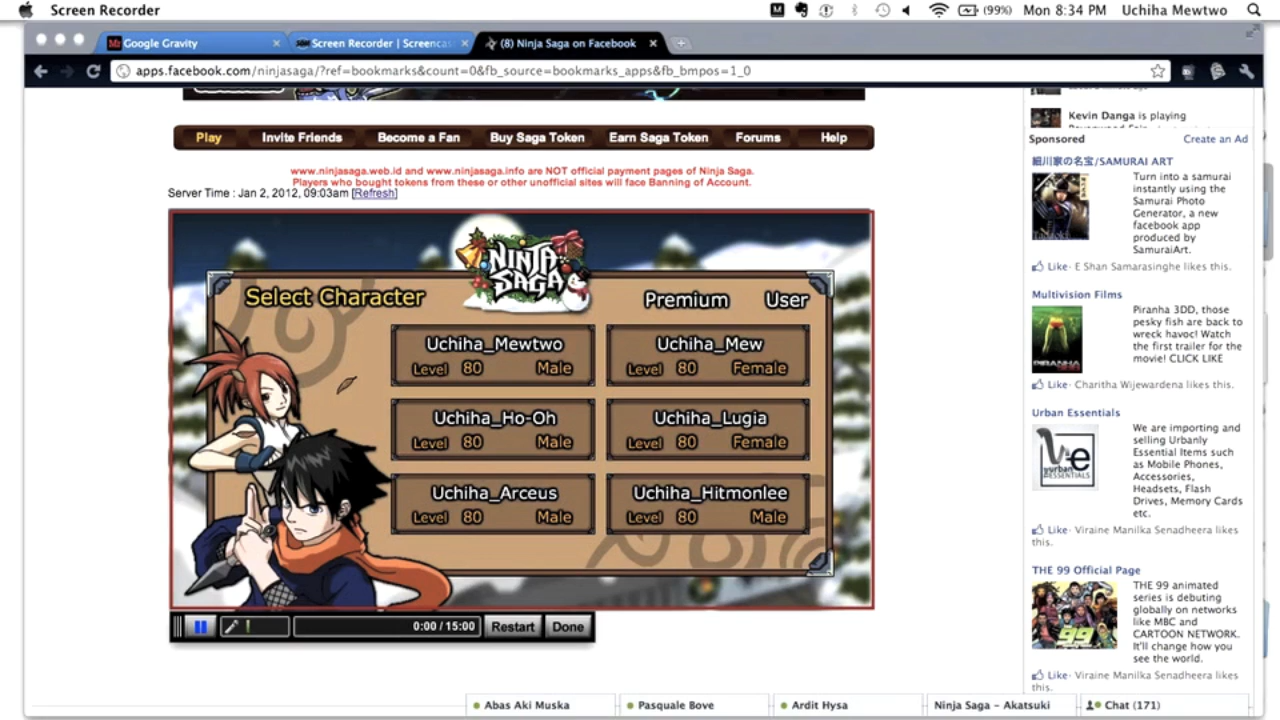 Screen Recorder
(99%)
Mon 8:34 PM
Uchiha Mewtwo
Google Gravity
Screen Recorder | Screencas
(8) Ninja Saga on Facebook
apps.facebook.com/ninjasaga/?ref=bookmarks&count=0&fb_source=bookmarks_apps&fb_bmpos=1_0
Play
Invite Friends
Become a Fan
Buy Saga Token
Earn Saga Token
Forums
Help
www.ninjasaga.web.id and www.ninjasaga.info are NOT official payment pages of Ninja Saga.
Players who bought tokens from these or other unofficial sites will face Banning of Account.
Server Time : Jan 2, 2012, 09:03am [Refresh]
NINJA
SAGA
Select Character
Premium User
Uchiha_Mewtwo
Level 80 Male
Uchiha_Mew
Level 80 Female
Uchiha_Ho-Oh
Level 80 Male
Uchiha_Lugia
Level 80 Female
Uchiha_Arceus
Level 80 Male
Uchiha_Hitmonlee
Level 80 Male
0:00 / 15:00
Restart
Done
Kevin Danga is playing
Sponsored
Create an Ad
細川家の名宝/SAMURAI ART
Turn into a samurai
instantly using the
Samurai Photo
Generator, a new
facebook app
produced by
SamuraiArt.
Like · E Shan Samarasinghe likes this.
Multivision Films
PIRANHA
Piranha 3DD, those
pesky fish are back to
wreck havoc! Watch
the first trailer for the
movie! CLICK LIKE
Like · Charitha Wijewardena likes this.
Urban Essentials
We are importing and
selling Urbanly
Essential Items such
as Mobile Phones,
Accessories,
Headsets, Flash
Drives, Memory Cards
etc.
Like · Viraine Manilka Senadheera likes
this.
THE 99 Official Page
99
THE 99 animated
series is debuting
globally on networks
like MBC and
CARTOON NETWORK.
It'll change how you
see the world.
Like · Viraine Manilka Senadheera likes
this.
Abas Aki Muska
Pasquale Bove
Ardit Hysa
Ninja Saga - Akatsuki
Chat (171)